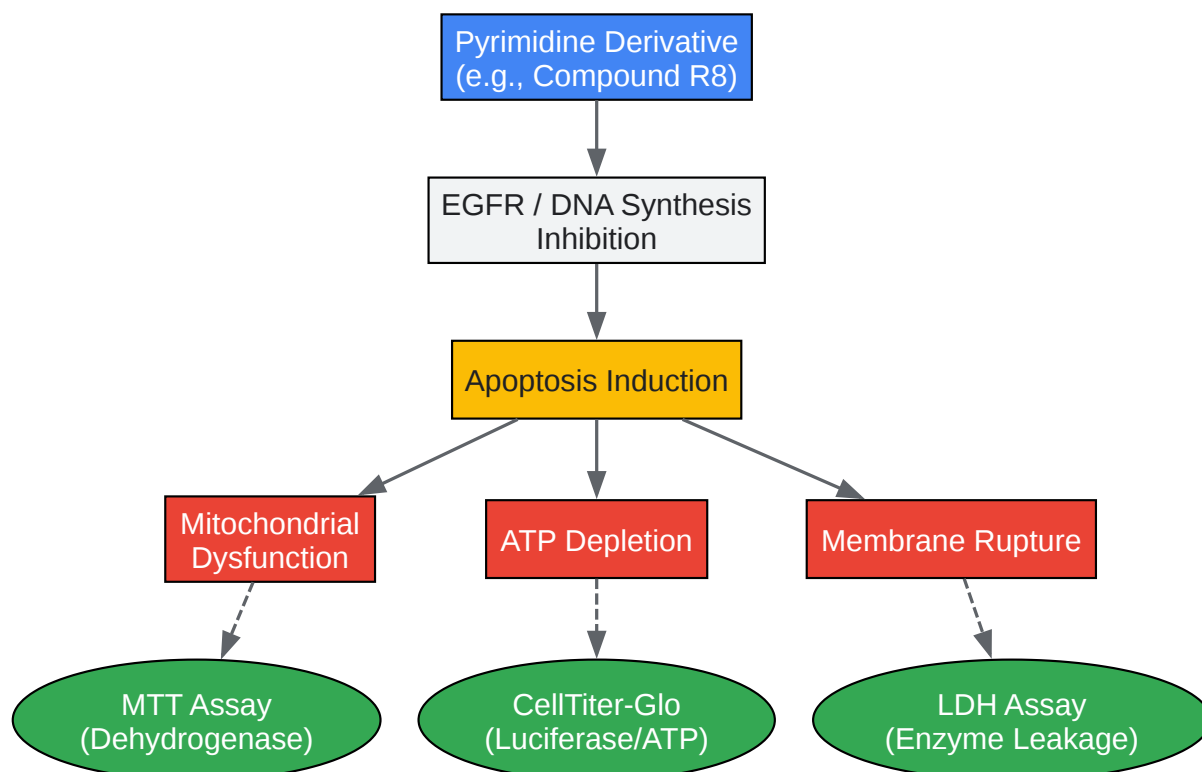 Pyrimidine Derivative
(e.g., Compound R8)
EGFR / DNA Synthesis
Inhibition
Apoptosis Induction
Mitochondrial
Dysfunction
ATP Depletion
Membrane Rupture
MTT Assay
(Dehydrogenase)
CellTiter-Glo
(Luciferase/ATP)
LDH Assay
(Enzyme Leakage)